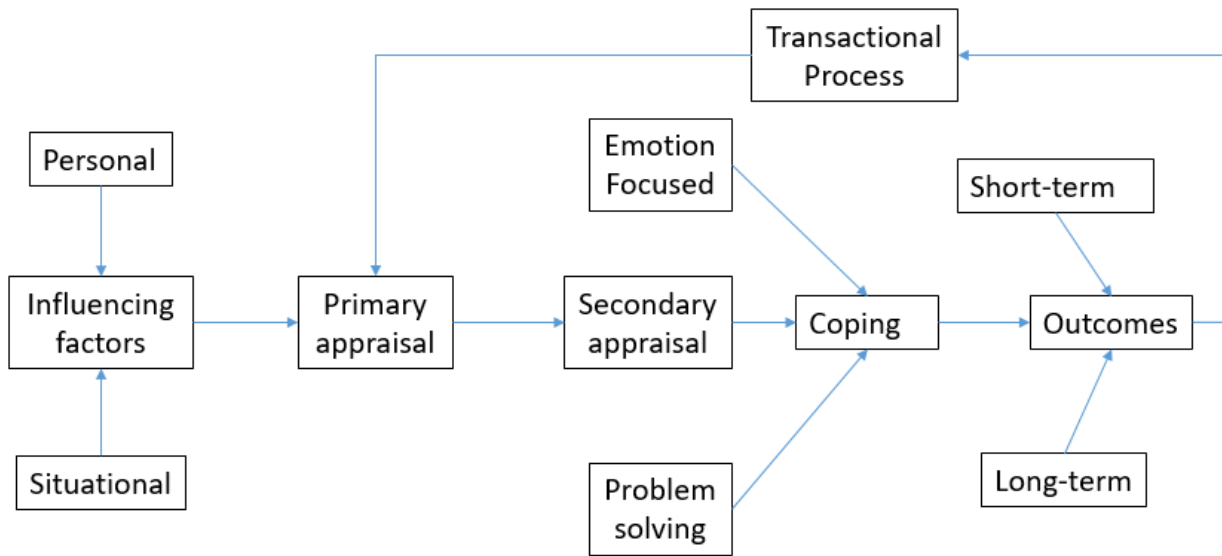 Transactional
Process
Personal
Emotion
Focused
Short-term
Influencing
factors
Primary
appraisal
Secondary
appraisal
Coping
Outcomes
Situational
Problem
solving
Long-term